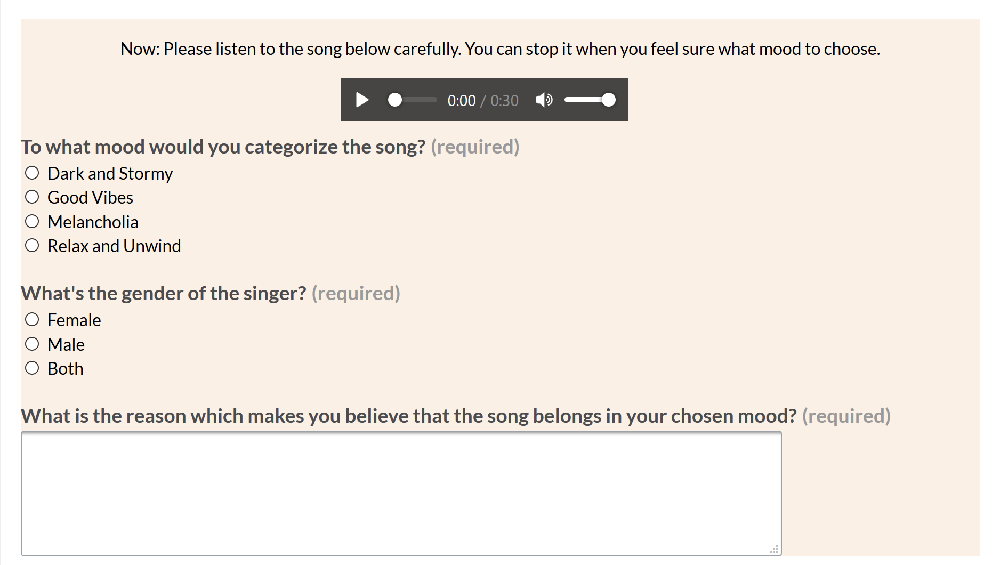 Now: Please listen to the song below carefully. You can stop it when you feel sure what mood to choose.
0:00 / 0:30
To what mood would you categorize the song? (required)
Dark and Stormy
Good Vibes
Melancholia
Relax and Unwind
What's the gender of the singer? (required)
Female
Male
Both
What is the reason which makes you believe that the song belongs in your chosen mood? (required)